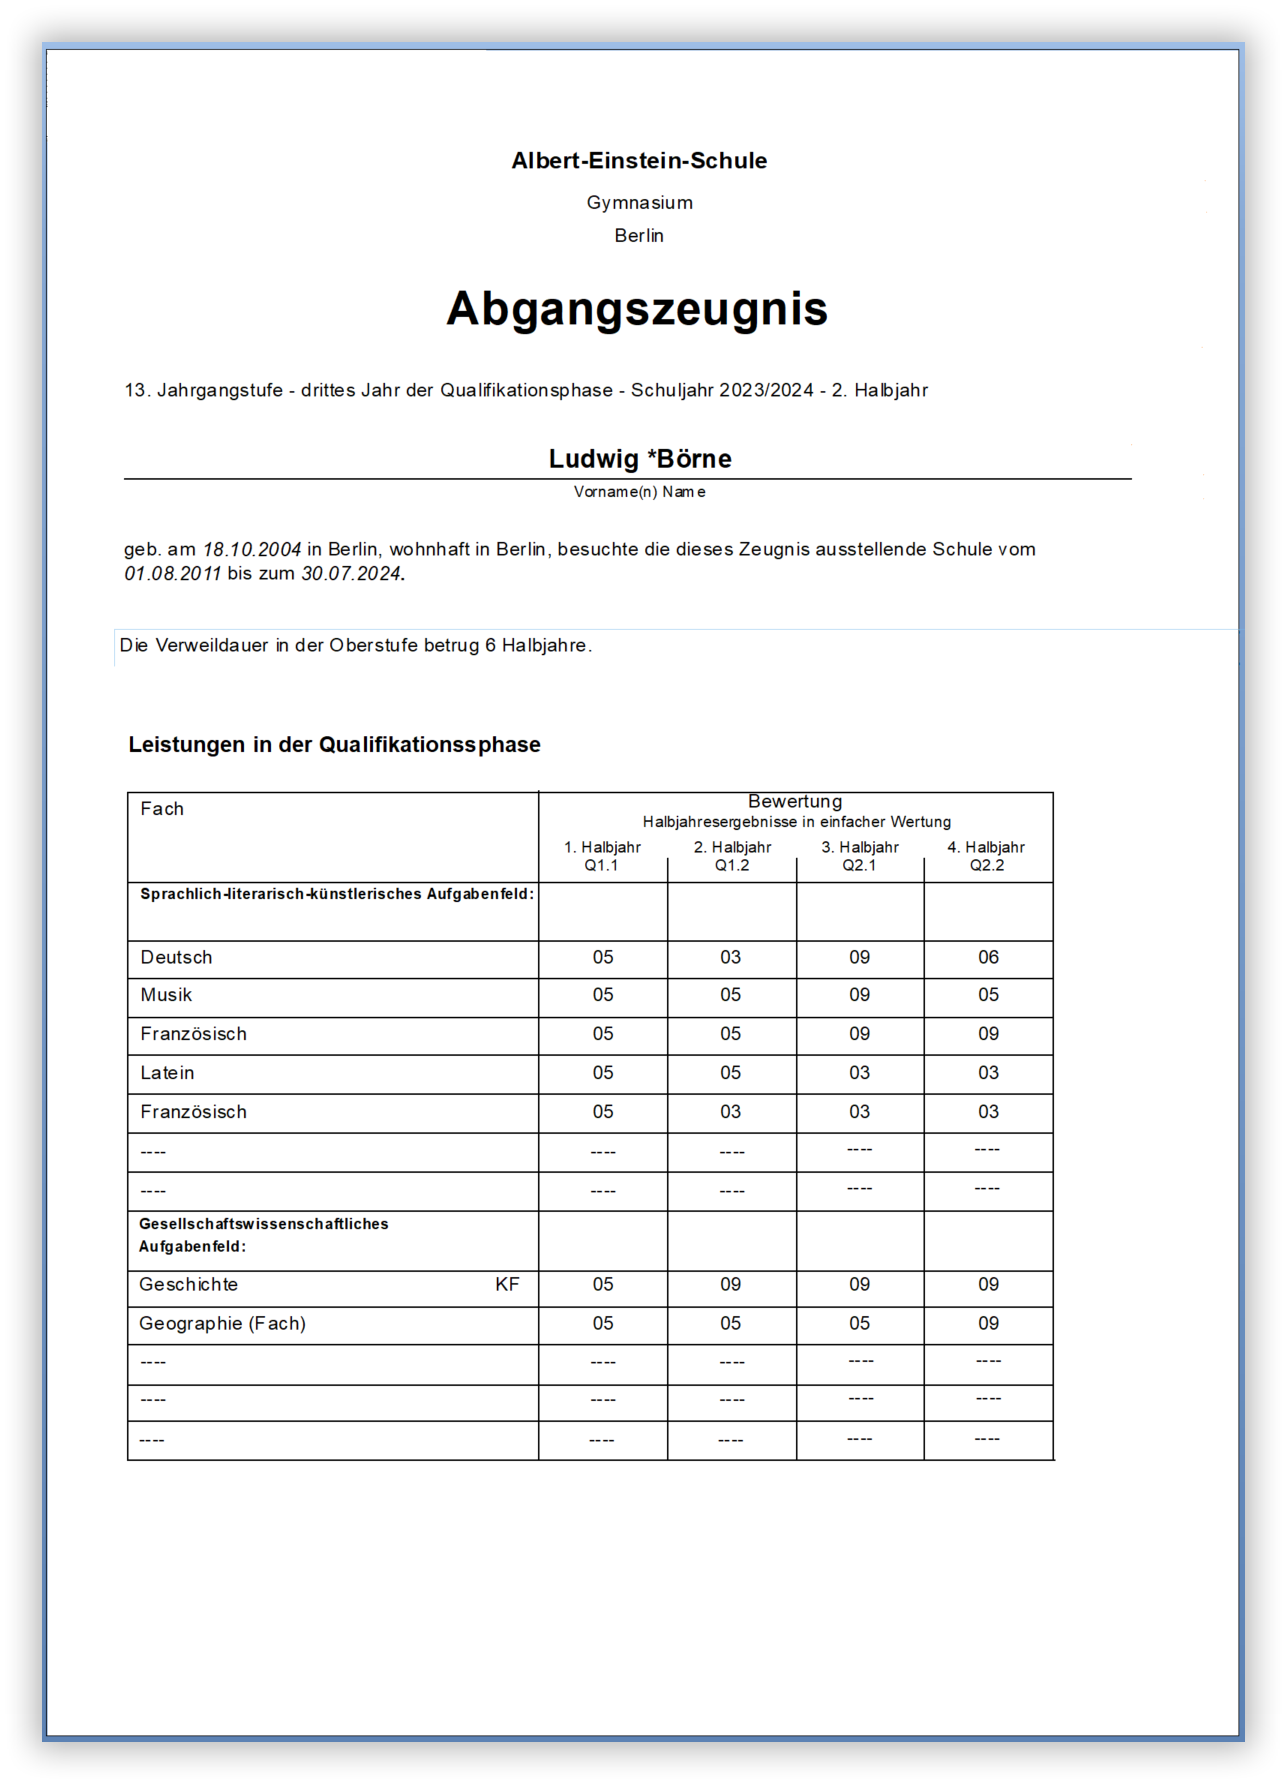 Albert-Einstein-Schule
Gymnasium
Berlin
Abgangszeugnis
13. Jahrgangstufe - drittes Jahr der Qualifikationsphase - Schuljahr 2023/2024 - 2. Halbjahr
Ludwig *Börne
Vorname(n) Name
geb. am 18.10.2004 in Berlin, wohnhaft in Berlin, besuchte die dieses Zeugnis ausstellende Schule vom
01.08.2011 bis zum 30.07.2024.
Die Verweildauer in der Oberstufe betrug 6 Halbjahre.
Leistungen in der Qualifikationssphase
Fach Bewertung
Halbjahresergebnisse in einfacher Wertung
1. Halbjahr 2. Halbjahr 3. Halbjahr 4. Halbjahr
Q1.1 Q1.2 Q2.1 Q2.2
Sprachlich-literarisch-künstlerisches Aufgabenfeld:
Deutsch 05 03 09 06
Musik 05 05 09 05
Französisch 05 05 09 09
Latein 05 05 03 03
Französisch 05 03 03 03
---- ---- ---- ---- ----
---- ---- ---- ---- ----
Gesellschaftswissenschaftliches
Aufgabenfeld:
Geschichte KF 05 09 09 09
Geographie (Fach) 05 05 05 09
---- ---- ---- ---- ----
---- ---- ---- ---- ----
---- ---- ---- ---- ----